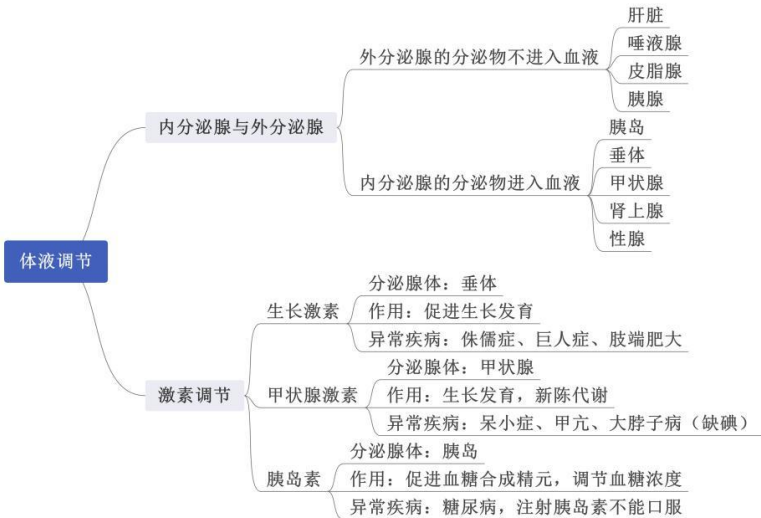 体液调节
内分泌腺与外分泌腺
外分泌腺的分泌物不进入血液
肝脏
唾液腺
皮脂腺
胰腺
内分泌腺的分泌物进入血液
胰岛
垂体
甲状腺
肾上腺
性腺
激素调节
生长激素
分泌腺体：垂体
作用：促进生长发育
异常疾病：侏儒症、巨人症、肢端肥大
甲状腺激素
分泌腺体：甲状腺
作用：生长发育，新陈代谢
异常疾病：呆小症、甲亢、大脖子病（缺碘）
胰岛素
分泌腺体：胰岛
作用：促进血糖合成精元，调节血糖浓度
异常疾病：糖尿病，注射胰岛素不能口服